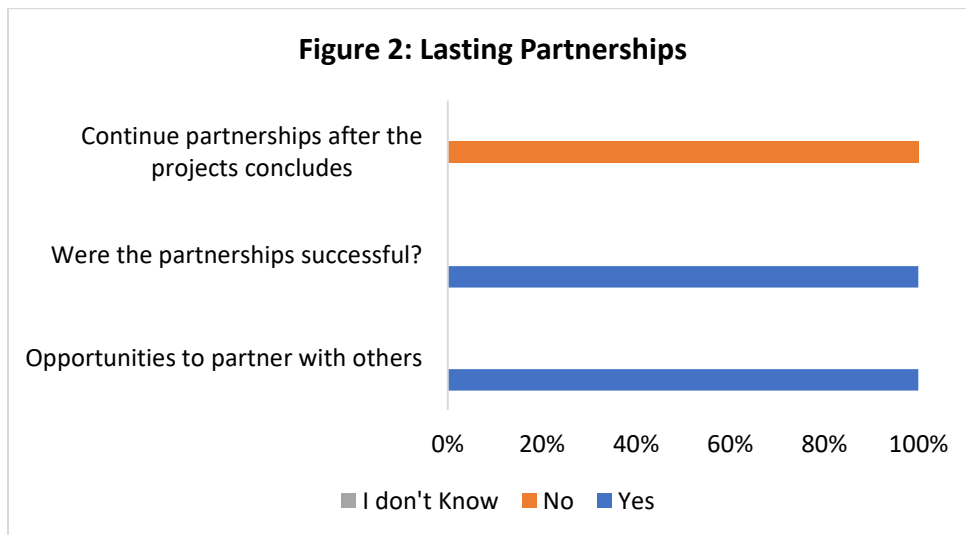 Figure 2: Lasting Partnerships
Continue partnerships after the
projects concludes
Were the partnerships successful?
Opportunities to partner with others
0% 20% 40% 60% 80% 100%
I don't Know No Yes